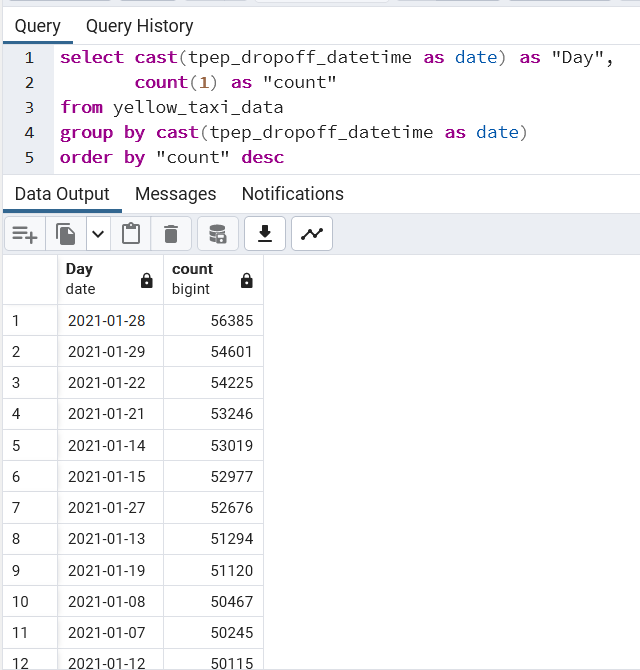 Query Query History
1 select cast(tpep_dropoff_datetime as date) as "Day",
2 count(1) as "count"
3 from yellow_taxi_data
4 group by cast(tpep_dropoff_datetime as date)
5 order by "count" desc
Data Output Messages Notifications
Day count
date bigint
1 2021-01-28 56385
2 2021-01-29 54601
3 2021-01-22 54225
4 2021-01-21 53246
5 2021-01-14 53019
6 2021-01-15 52977
7 2021-01-27 52676
8 2021-01-13 51294
9 2021-01-19 51120
10 2021-01-08 50467
11 2021-01-07 50245
12 2021-01-12 50115